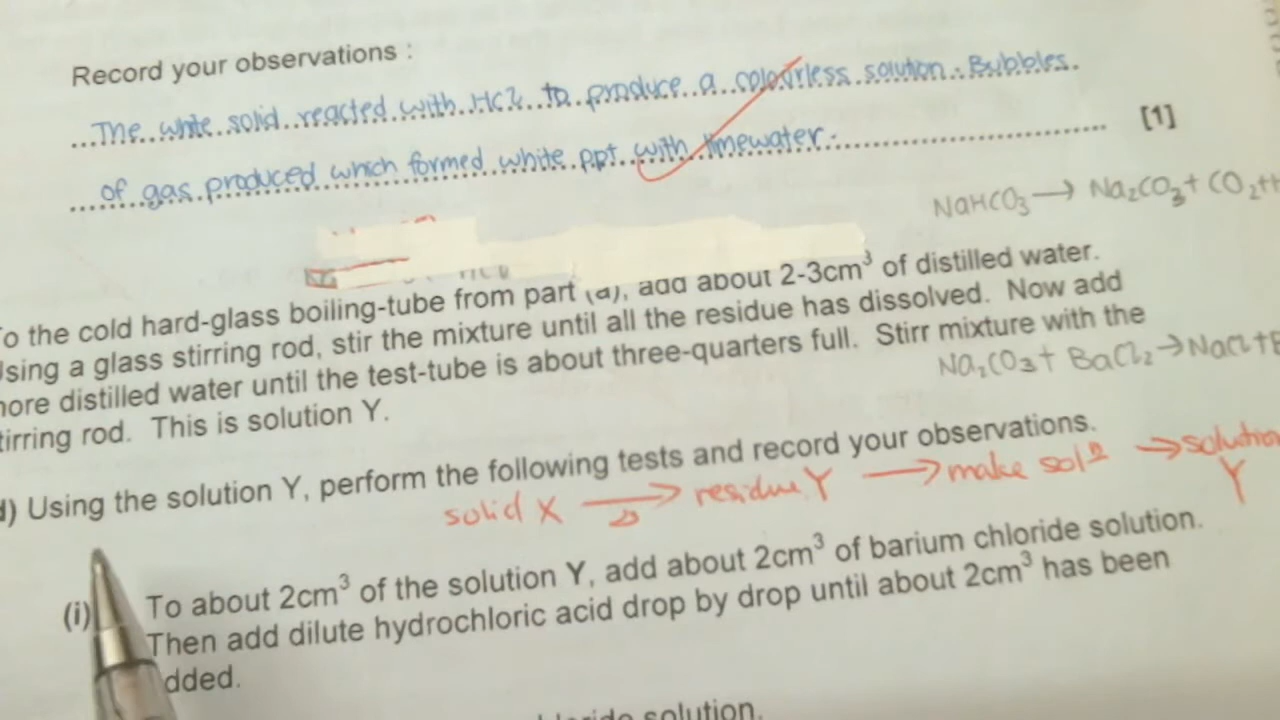 Record your observations :
The white solid reacted with HCl to produce a colourless solution. Bubbles
of gas produced which formed white ppt with limewater.
[1]
NaHCO3 → Na2CO3 + CO2 +
o the cold hard-glass boiling-tube from part (a), add about 2-3cm³ of distilled water.
sing a glass stirring rod, stir the mixture until all the residue has dissolved. Now add
ore distilled water until the test-tube is about three-quarters full. Stirr mixture with the
tirring rod. This is solution Y.
Na2CO3 + BaCl2 → NaCl +
) Using the solution Y, perform the following tests and record your observations.
solid X → Δ residue Y → make sol → solution Y
(i) To about 2cm³ of the solution Y, add about 2cm³ of barium chloride solution.
Then add dilute hydrochloric acid drop by drop until about 2cm³ has been
dded.
solution.